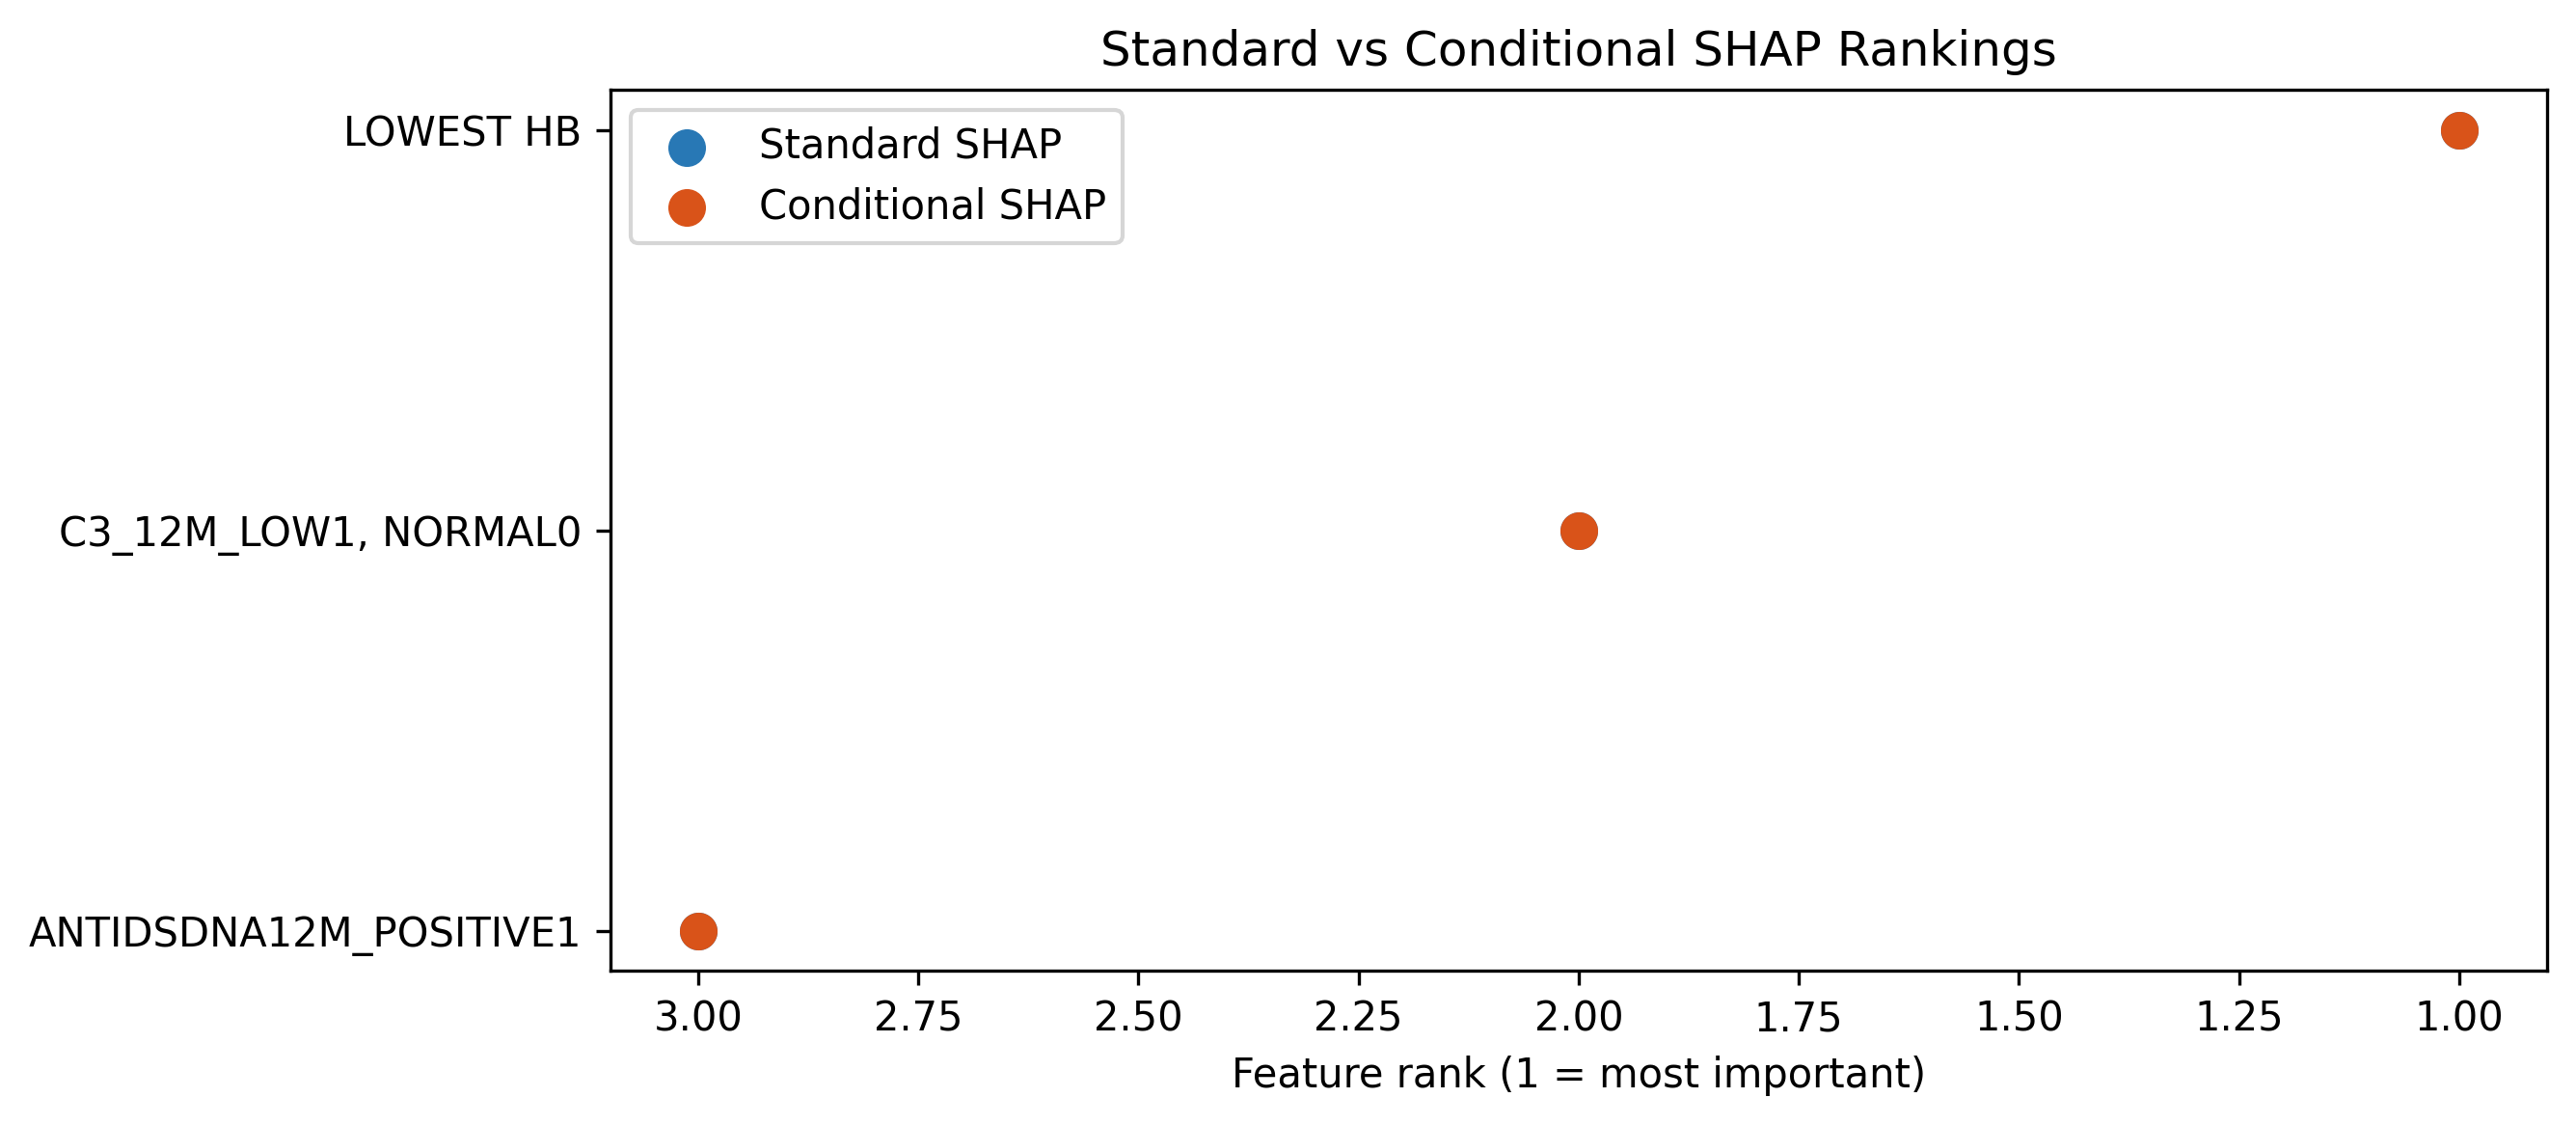 Standard vs Conditional SHAP Rankings
Standard SHAP
Conditional SHAP
LOWEST HB
C3_12M_LOW1, NORMAL0
ANTIDSDNA12M_POSITIVE1
3.00 2.75 2.50 2.25 2.00 1.75 1.50 1.25 1.00
Feature rank (1 = most important)